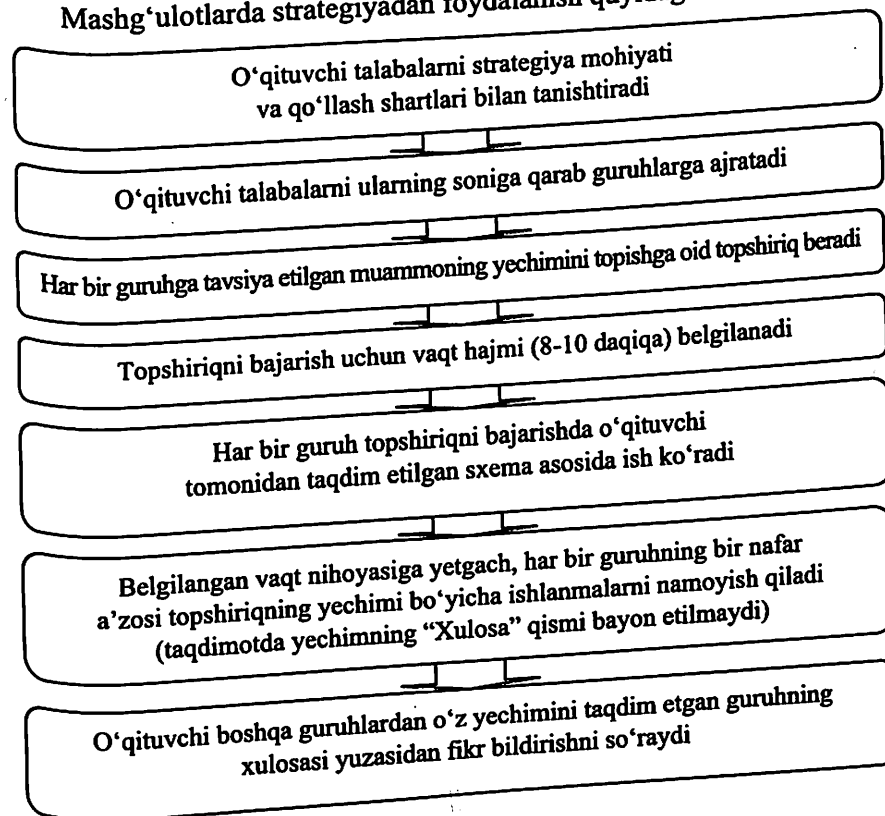 Mashg‘ulotlarda strategiyadan foydalanish
O‘qituvchi talabalarni strategiya mohiyati
va qo‘llash shartlari bilan tanishtiradi
O‘qituvchi talabalarni ularning soniga qarab guruhlarga ajratadi
Har bir guruhga tavsiya etilgan muammoning yechimini topishga oid topshiriq beradi
Topshiriqni bajarish uchun vaqt hajmi (8-10 daqiqa) belgilanadi
Har bir guruh topshiriqni bajarishda o‘qituvchi
tomonidan taqdim etilgan sxema asosida ish ko‘radi
Belgilangan vaqt nihoyasiga yetgach, har bir guruhning bir nafar
a’zosi topshiriqning yechimi bo‘yicha ishlanmalarni namoyish qiladi
(taqdimotda yechimning “Xulosa” qismi bayon etilmaydi)
O‘qituvchi boshqa guruhlardan o‘z yechimini taqdim etgan guruhning
xulosasi yuzasidan fikr bildirishni so‘raydi